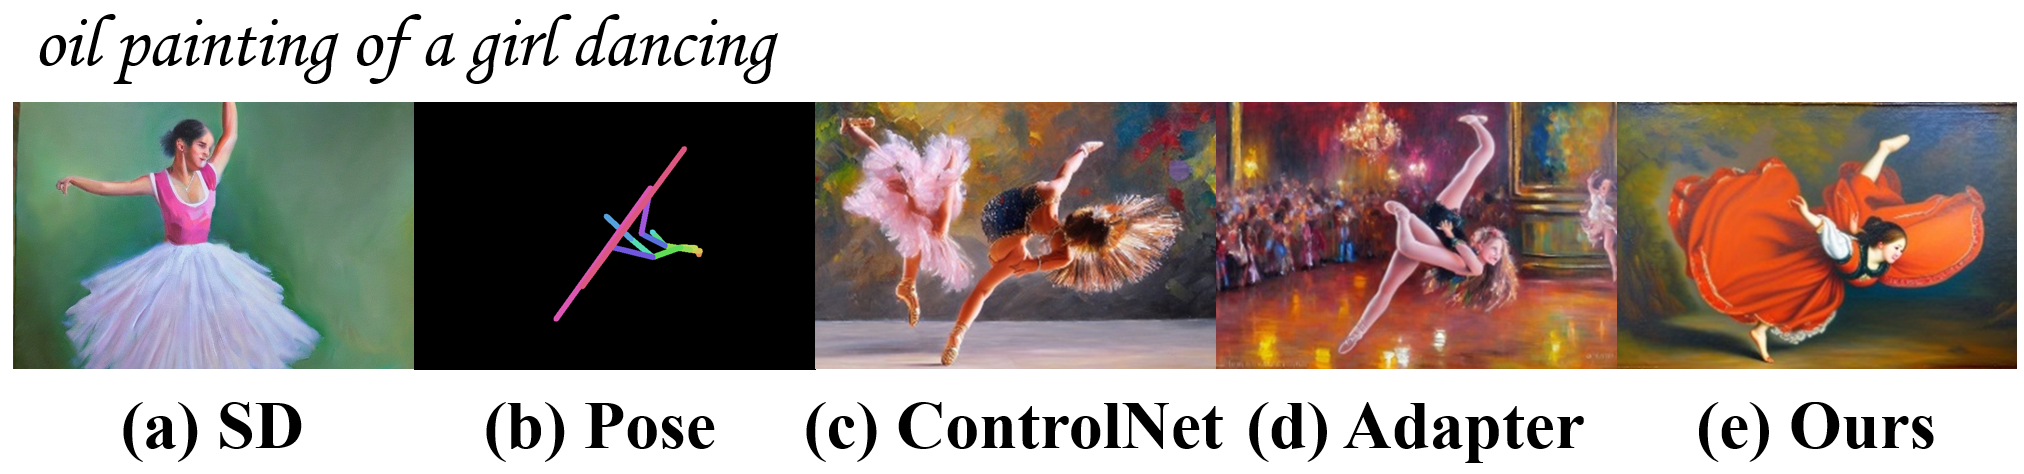 oil painting of a girl dancing
(a) SD (b) Pose (c) ControlNet (d) Adapter (e) Ours